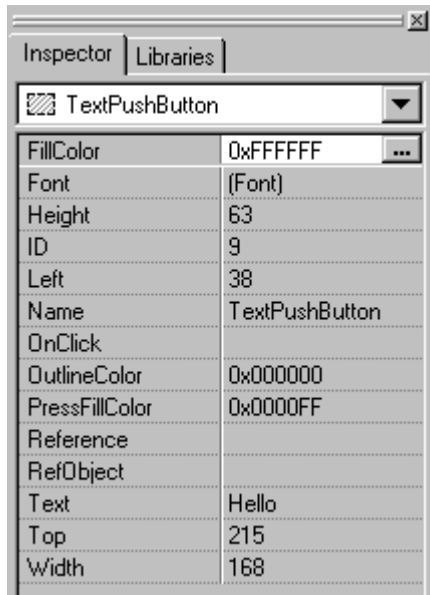 Inspector Libraries
TextPushButton
FillColor 0xFFFFFF ...
Font (Font)
Height 63
ID 9
Left 38
Name TextPushButton
OnClick
OutlineColor 0x000000
PressFillColor 0x0000FF
Reference
RefObject
Text Hello
Top 215
Width 168